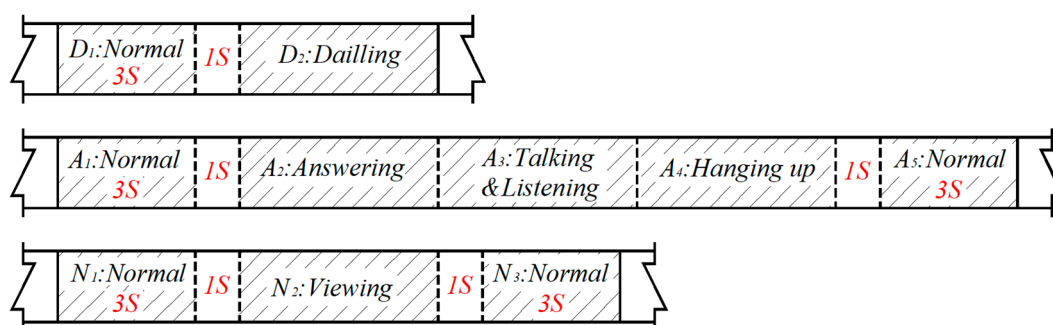 D1:Normal 1S D2:Dailling
3S
A1:Normal 1S A2:Answering A3:Talking A4:Hanging up 1S A5:Normal
3S &Listening 3S
N1:Normal 1S N2:Viewing 1S N3:Normal
3S 3S